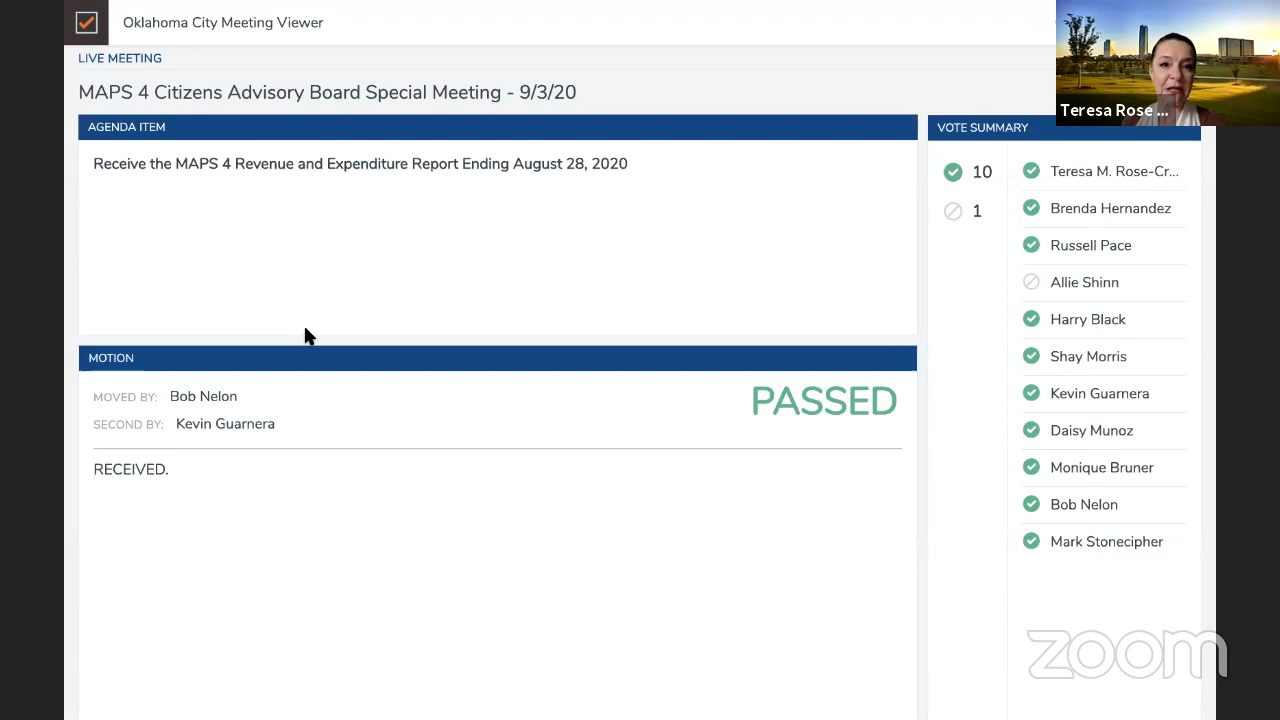 Oklahoma City Meeting Viewer
Teresa Rose ...
LIVE MEETING
MAPS 4 Citizens Advisory Board Special Meeting - 9/3/20
AGENDA ITEM
Receive the MAPS 4 Revenue and Expenditure Report Ending August 28, 2020
VOTE SUMMARY
10
1
Teresa M. Rose-Cr...
Brenda Hernandez
Russell Pace
Allie Shinn
Harry Black
Shay Morris
Kevin Guarnera
Daisy Munoz
Monique Bruner
Bob Nelon
Mark Stonecipher
MOTION
MOVED BY: Bob Nelon
SECOND BY: Kevin Guarnera
PASSED
RECEIVED.
zoom